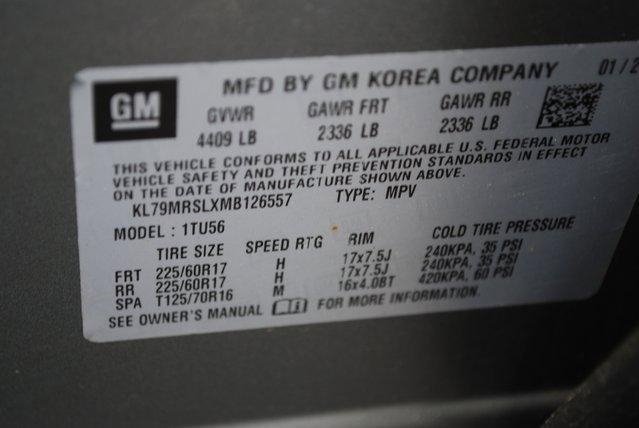 GM
MFD BY GM KOREA COMPANY 01/2
GVWR GAWR FRT GAWR RR
4409 LB 2336 LB 2336 LB
THIS VEHICLE CONFORMS TO ALL APPLICABLE U.S. FEDERAL MOTOR
VEHICLE SAFETY AND THEFT PREVENTION STANDARDS IN EFFECT
ON THE DATE OF MANUFACTURE SHOWN ABOVE.
KL79MRSLXMB126557 TYPE: MPV
MODEL : 1TU56
TIRE SIZE SPEED RTG RIM COLD TIRE PRESSURE
FRT 225/60R17 H 17x7.5J 240KPA, 35 PSI
RR 225/60R17 H 17x7.5J 240KPA, 35 PSI
SPA T125/70R16 M 16x4.0BT 420KPA, 60 PSI
SEE OWNER'S MANUAL FOR MORE INFORMATION.